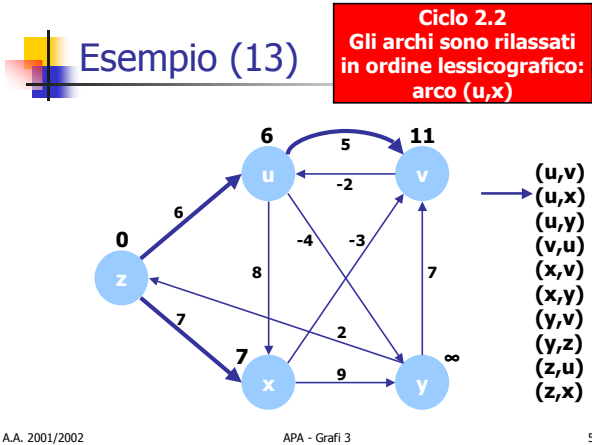 Esempio (13)
Ciclo 2.2
Gli archi sono rilassati
in ordine lessicografico:
arco (u,x)
6
11
5
u
v
-2
6
0
-4
-3
z
8
7
7
2
7
∞
x
9
y
(u,v)
(u,x)
(u,y)
(v,u)
(x,v)
(x,y)
(y,v)
(y,z)
(z,u)
(z,x)
A.A. 2001/2002
APA - Grafi 3
5